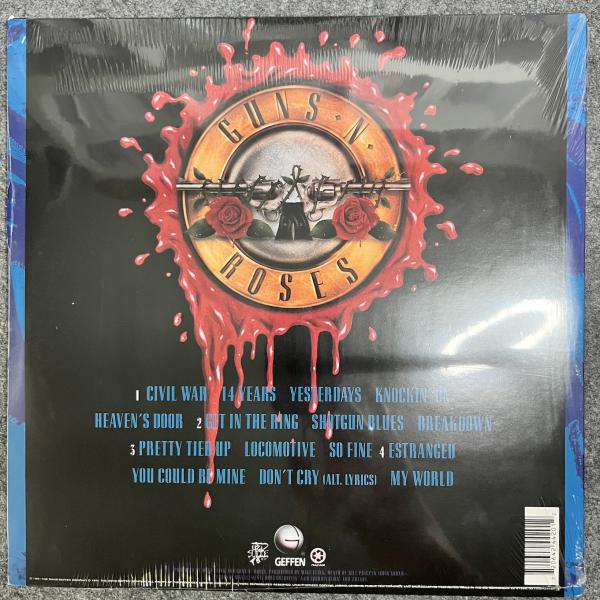 GUNS N'
ROSES
1 CIVIL WAR 14 YEARS YESTERDAYS KNOCKIN' ON
HEAVEN'S DOOR 2 GET IN THE RING SHOTGUN BLUES BREAKDOWN
3 PRETTY TIED UP LOCOMOTIVE SO FINE 4 ESTRANGED
YOU COULD BE MINE DON'T CRY (ALT. LYRICS) MY WORLD
GEFFEN